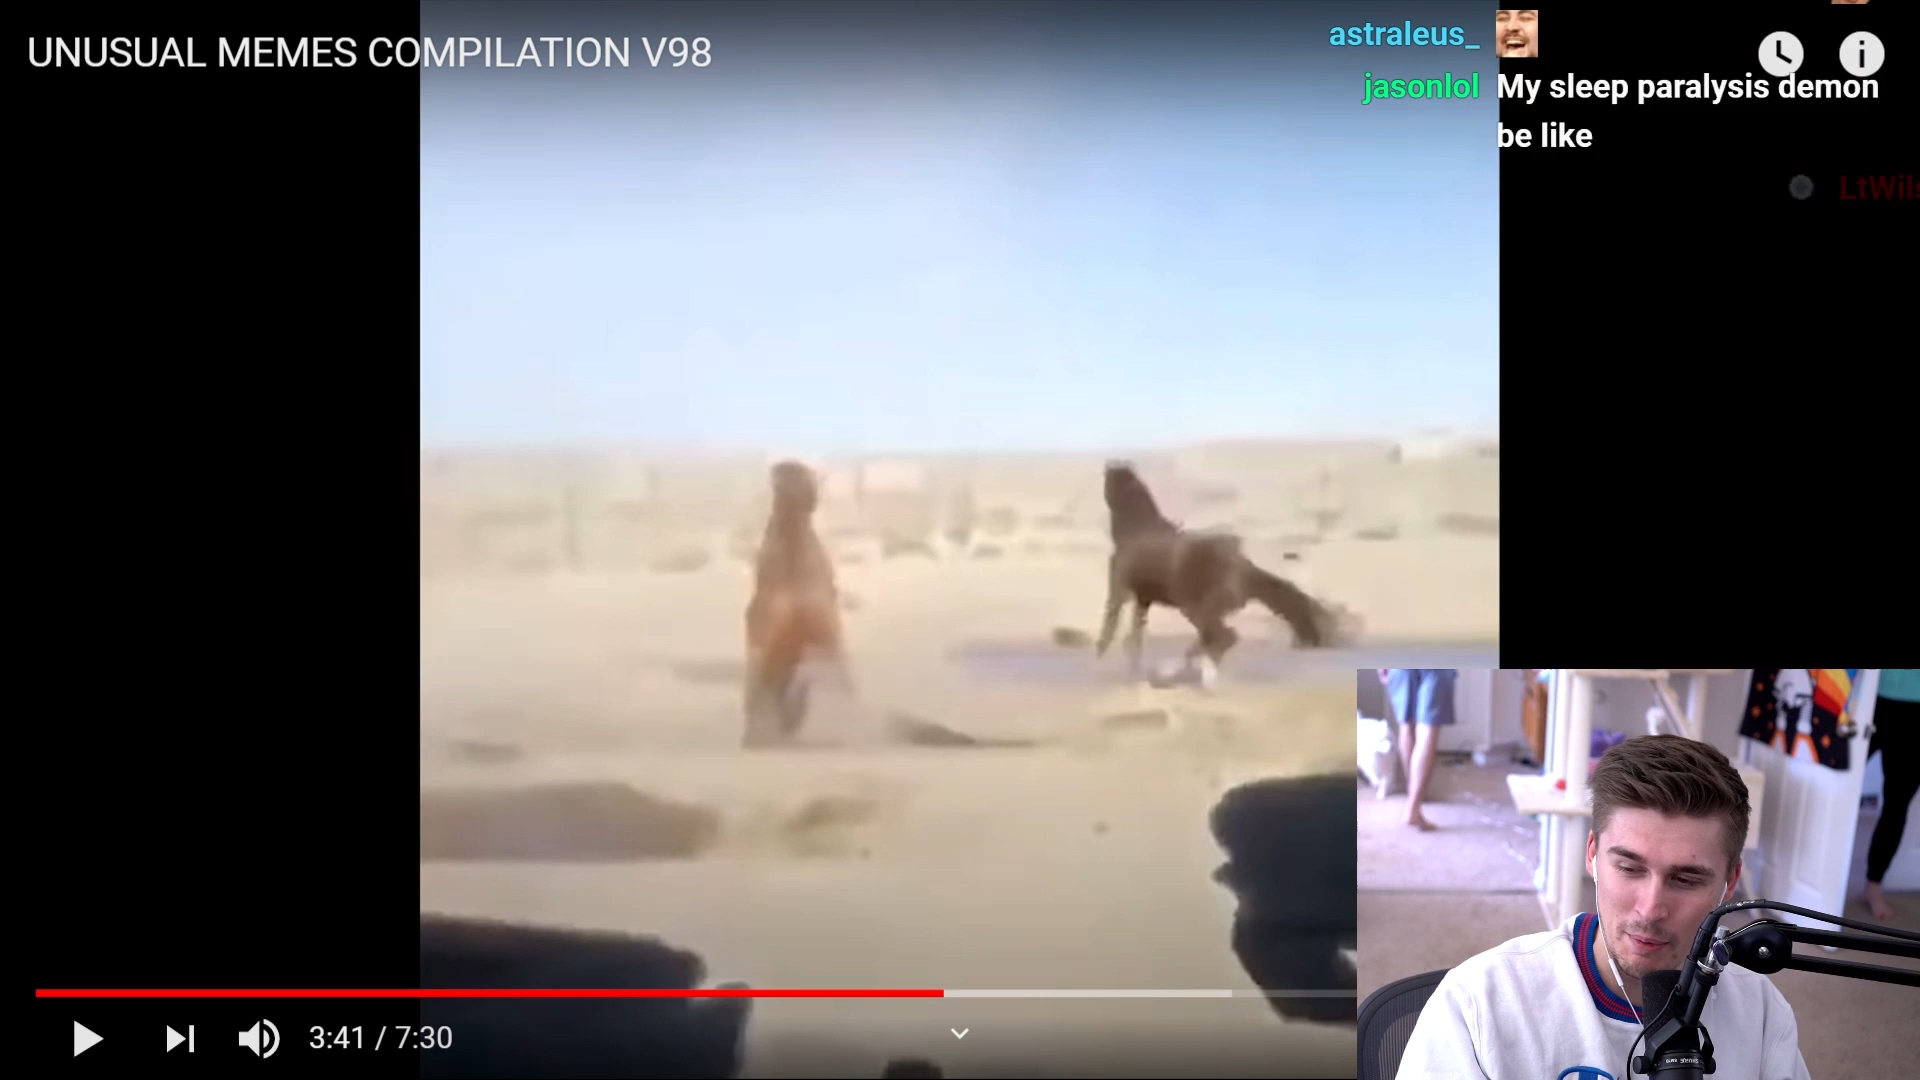 UNUSUAL MEMES COMPILATION V98
astraleus_
jasonlol My sleep paralysis demon
be like
3:41 / 7:30